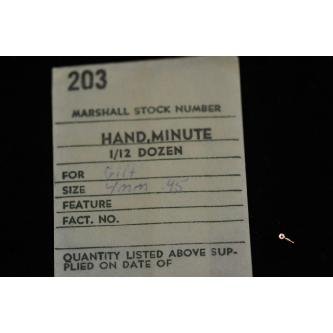 203
MARSHALL STOCK NUMBER
HAND, MINUTE
1/12 DOZEN
FOR Gilt
SIZE 4mm 45
FEATURE
FACT. NO.
QUANTITY LISTED ABOVE SUP-
PLIED ON DATE OF